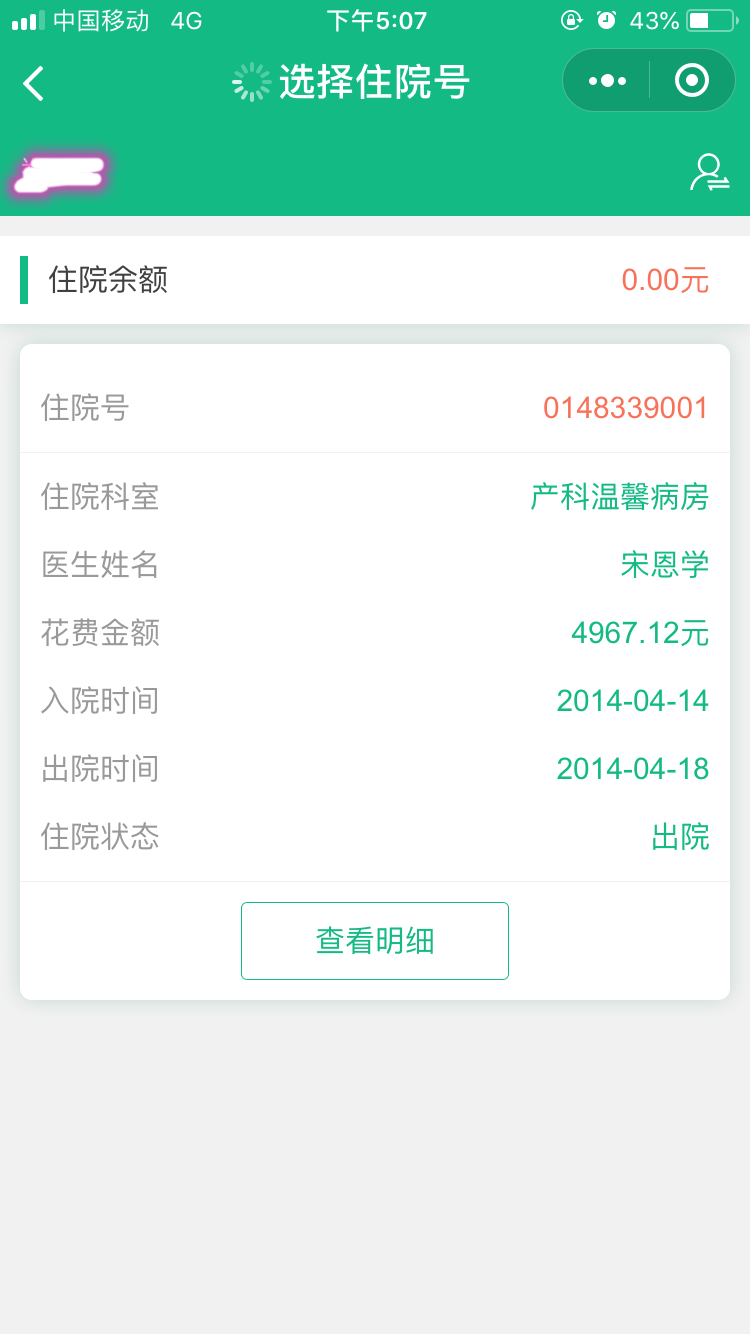 中国移动 4G 下午5:07 43%
选择住院号
住院余额 0.00元
住院号 0148339001
住院科室 产科温馨病房
医生姓名 宋恩学
花费金额 4967.12元
入院时间 2014-04-14
出院时间 2014-04-18
住院状态 出院
查看明细